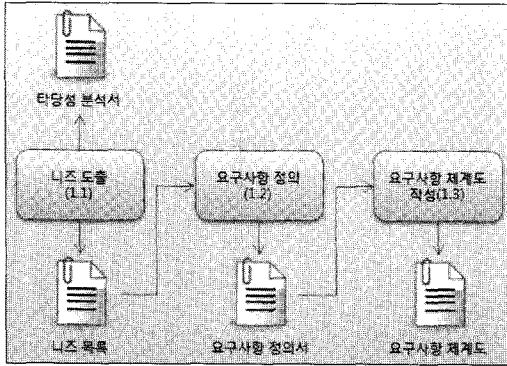 타당성 분석서
니즈 도출
(1.1)
요구사항 정의
(1.2)
요구사항 체계도
작성(1.3)
니즈 목록
요구사항 정의서
요구사항 체계도